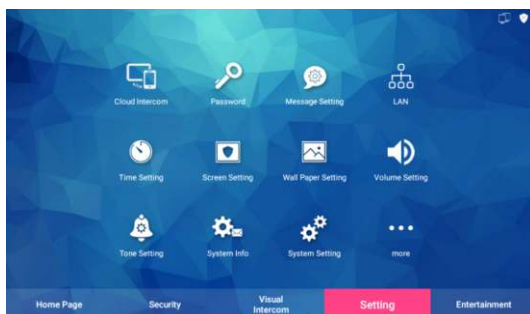 Cloud Intercom
Password
Message Setting
LAN
Time Setting
Screen Setting
Wall Paper Setting
Volume Setting
Tone Setting
System Info
System Setting
more
Home Page
Security
Visual
Intercom
Setting
Entertainment